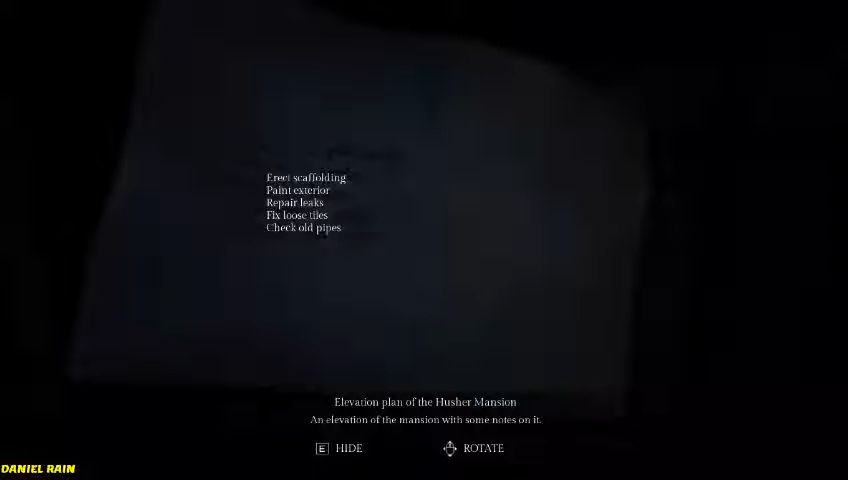 Erect scaffolding
Paint exterior
Repair leaks
Fix loose tiles
Check old pipes
Elevation plan of the Husher Mansion
An elevation of the mansion with some notes on it.
E HIDE
ROTATE
DANIEL RAIN